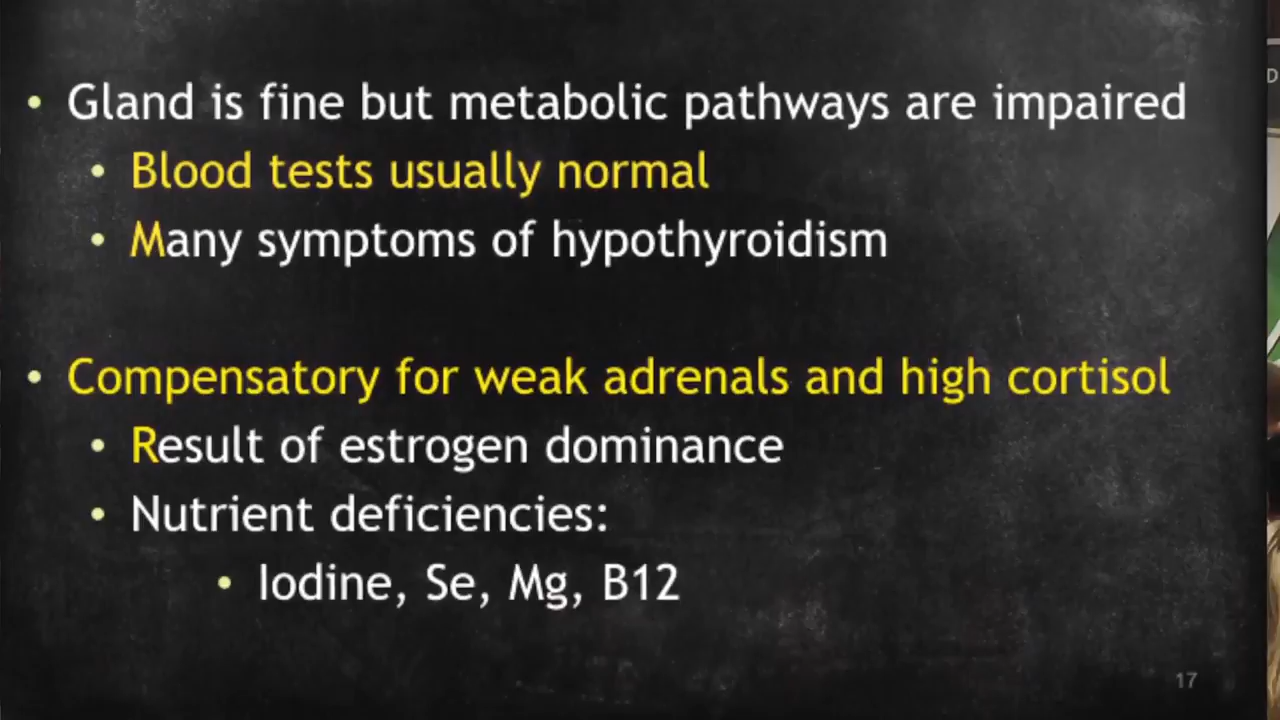 • Gland is fine but metabolic pathways are impaired
• Blood tests usually normal
• Many symptoms of hypothyroidism
• Compensatory for weak adrenals and high cortisol
• Result of estrogen dominance
• Nutrient deficiencies:
• Iodine, Se, Mg, B12
17
D